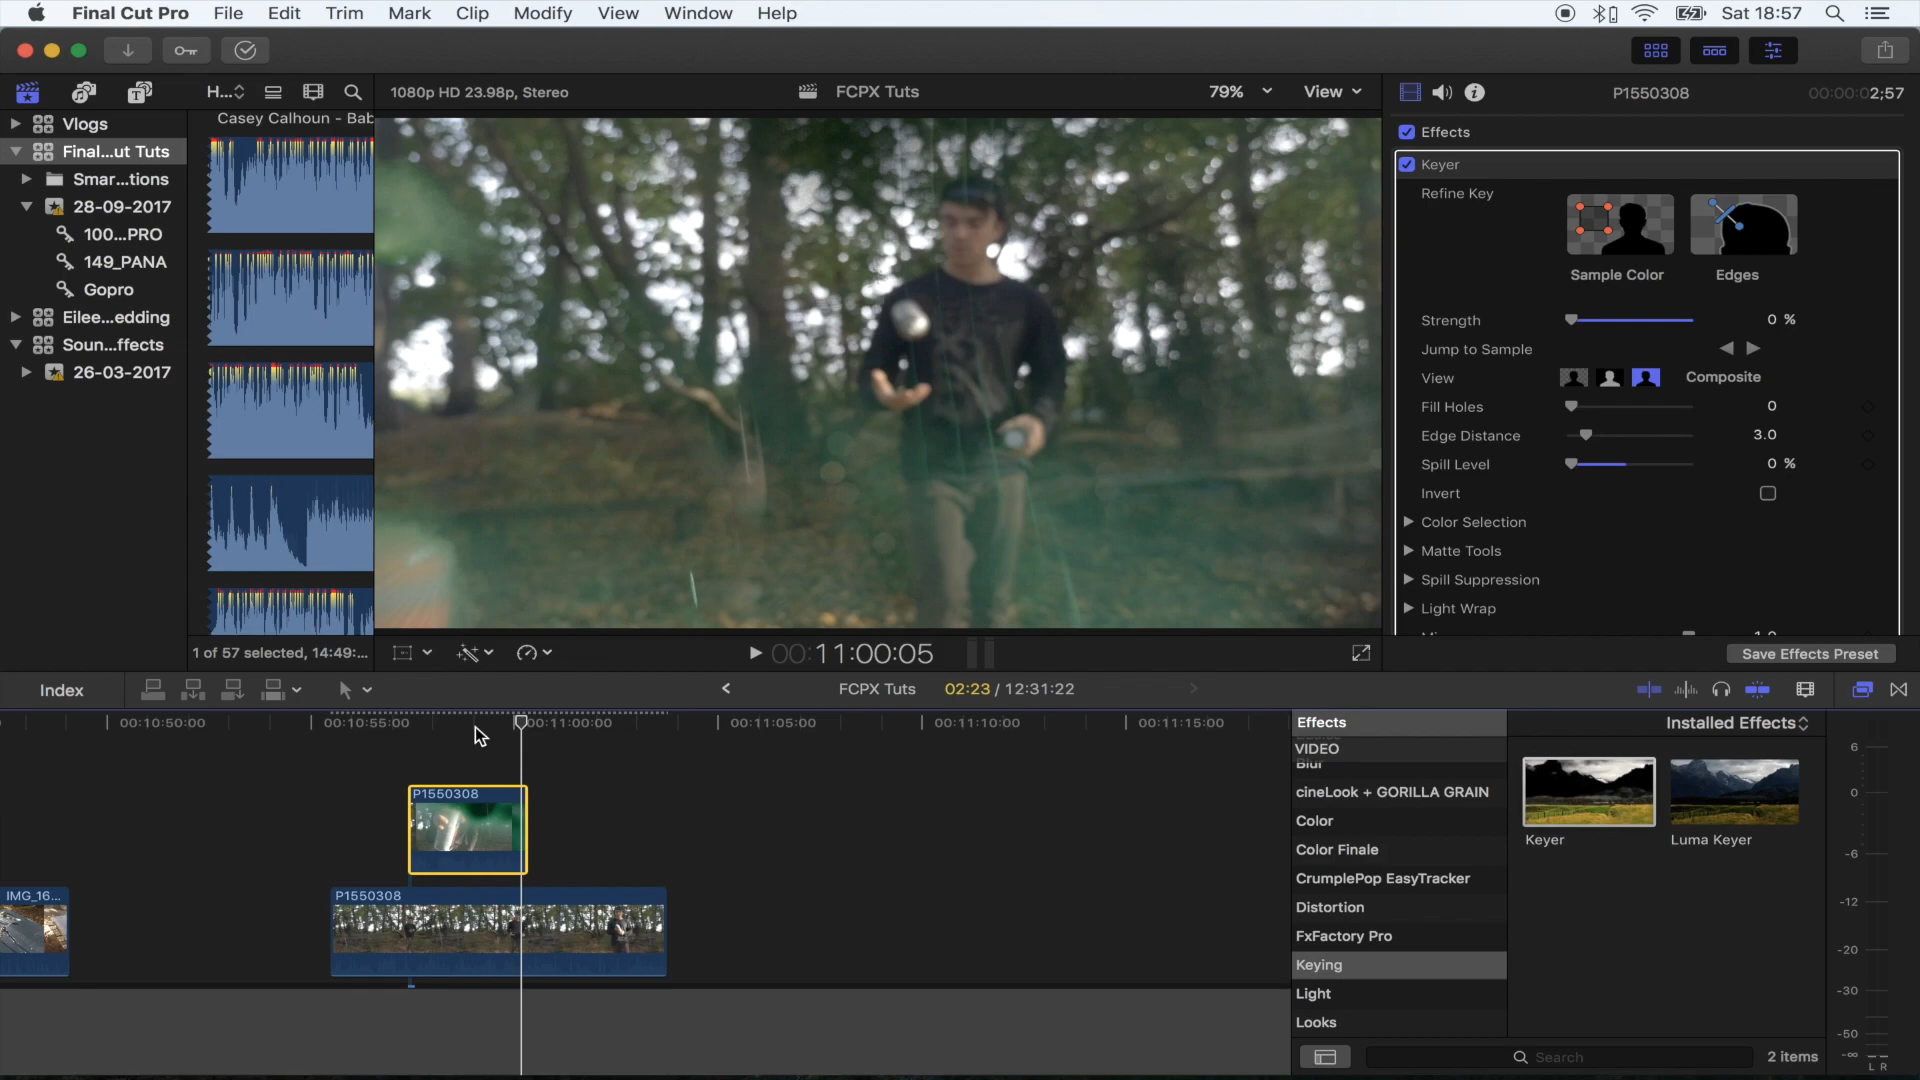 Final Cut Pro File Edit Trim Mark Clip Modify View Window Help
Sat 18:57
H...
1080p HD 23.98p, Stereo
FCPX Tuts
79%
View
P1550308
00:00:02;57
Vlogs
Final...ut Tuts
Smar...tions
28-09-2017
100...PRO
149_PANA
Gopro
Eilee...edding
Soun...ffects
26-03-2017
Casey Calhoun - Bab
1 of 57 selected, 14:49:...
00:11:00:05
Effects
Keyer
Refine Key
Sample Color
Edges
Strength
0 %
Jump to Sample
View
Composite
Fill Holes
0
Edge Distance
3.0
Spill Level
0 %
Invert
Color Selection
Matte Tools
Spill Suppression
Light Wrap
Save Effects Preset
Index
FCPX Tuts
02:23 / 12:31:22
00:10:50:00
00:10:55:00
00:11:00:00
00:11:05:00
00:11:10:00
00:11:15:00
P1550308
IMG_16...
P1550308
Effects
VIDEO
Blur
cineLook + GORILLA GRAIN
Color
Color Finale
CrumplePop EasyTracker
Distortion
FxFactory Pro
Keying
Light
Looks
Installed Effects
Keyer
Luma Keyer
Search
2 items
6
0
-6
-12
-20
-30
-50
-∞
L R